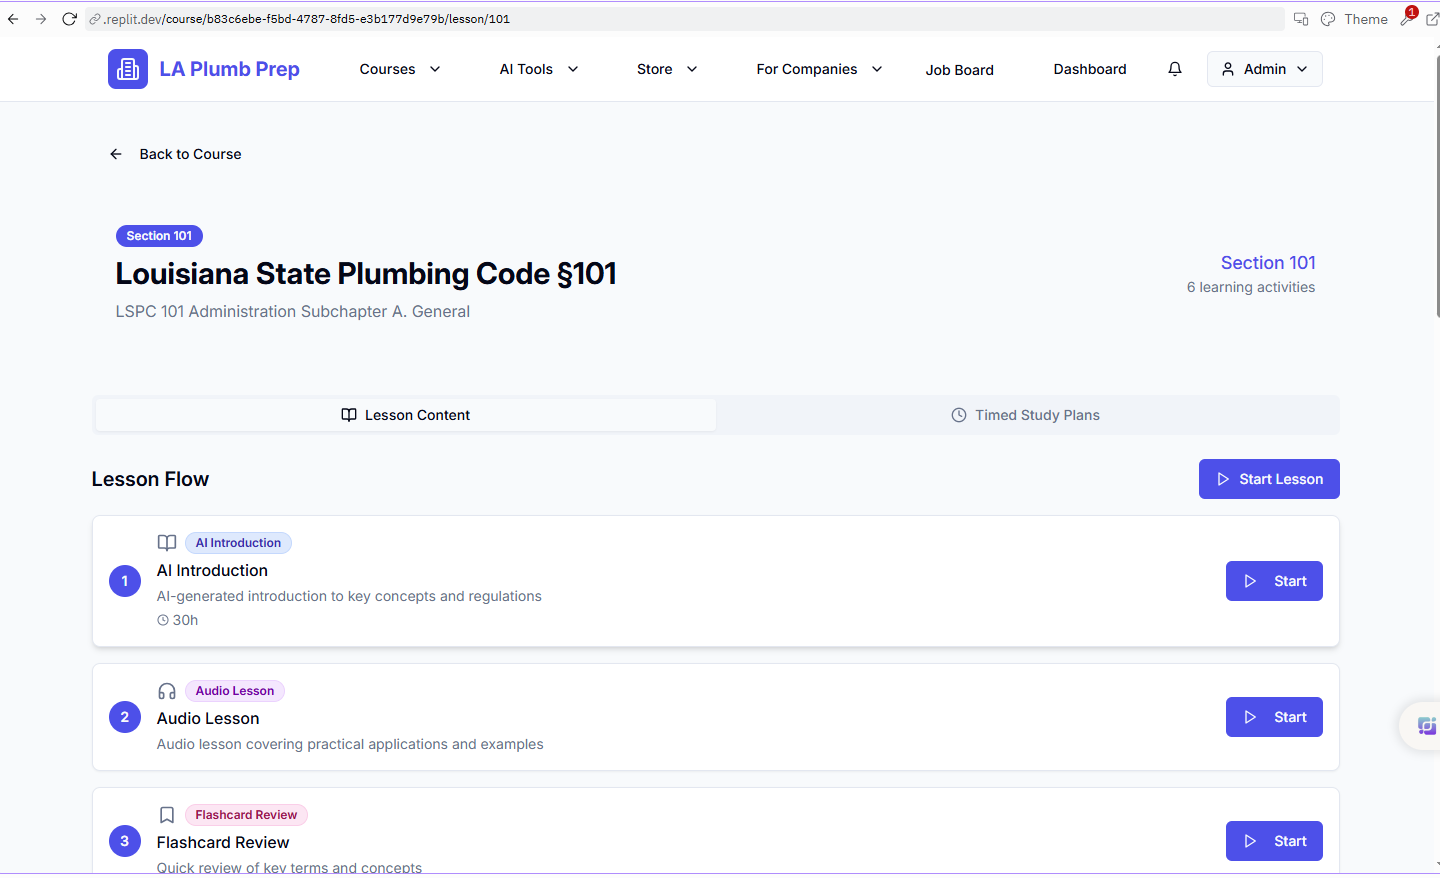 .replit.dev/course/b83c6ebe-f5bd-4787-8fd5-e3b177d9e79b/lesson/101
Theme
1
LA Plumb Prep
Courses
AI Tools
Store
For Companies
Job Board
Dashboard
Admin
Back to Course
Section 101
Louisiana State Plumbing Code §101
LSPC 101 Administration Subchapter A. General
Section 101
6 learning activities
Lesson Content
Timed Study Plans
Lesson Flow
Start Lesson
1
AI Introduction
AI Introduction
AI-generated introduction to key concepts and regulations
30h
Start
2
Audio Lesson
Audio Lesson
Audio lesson covering practical applications and examples
Start
3
Flashcard Review
Flashcard Review
Quick review of key terms and concepts
Start